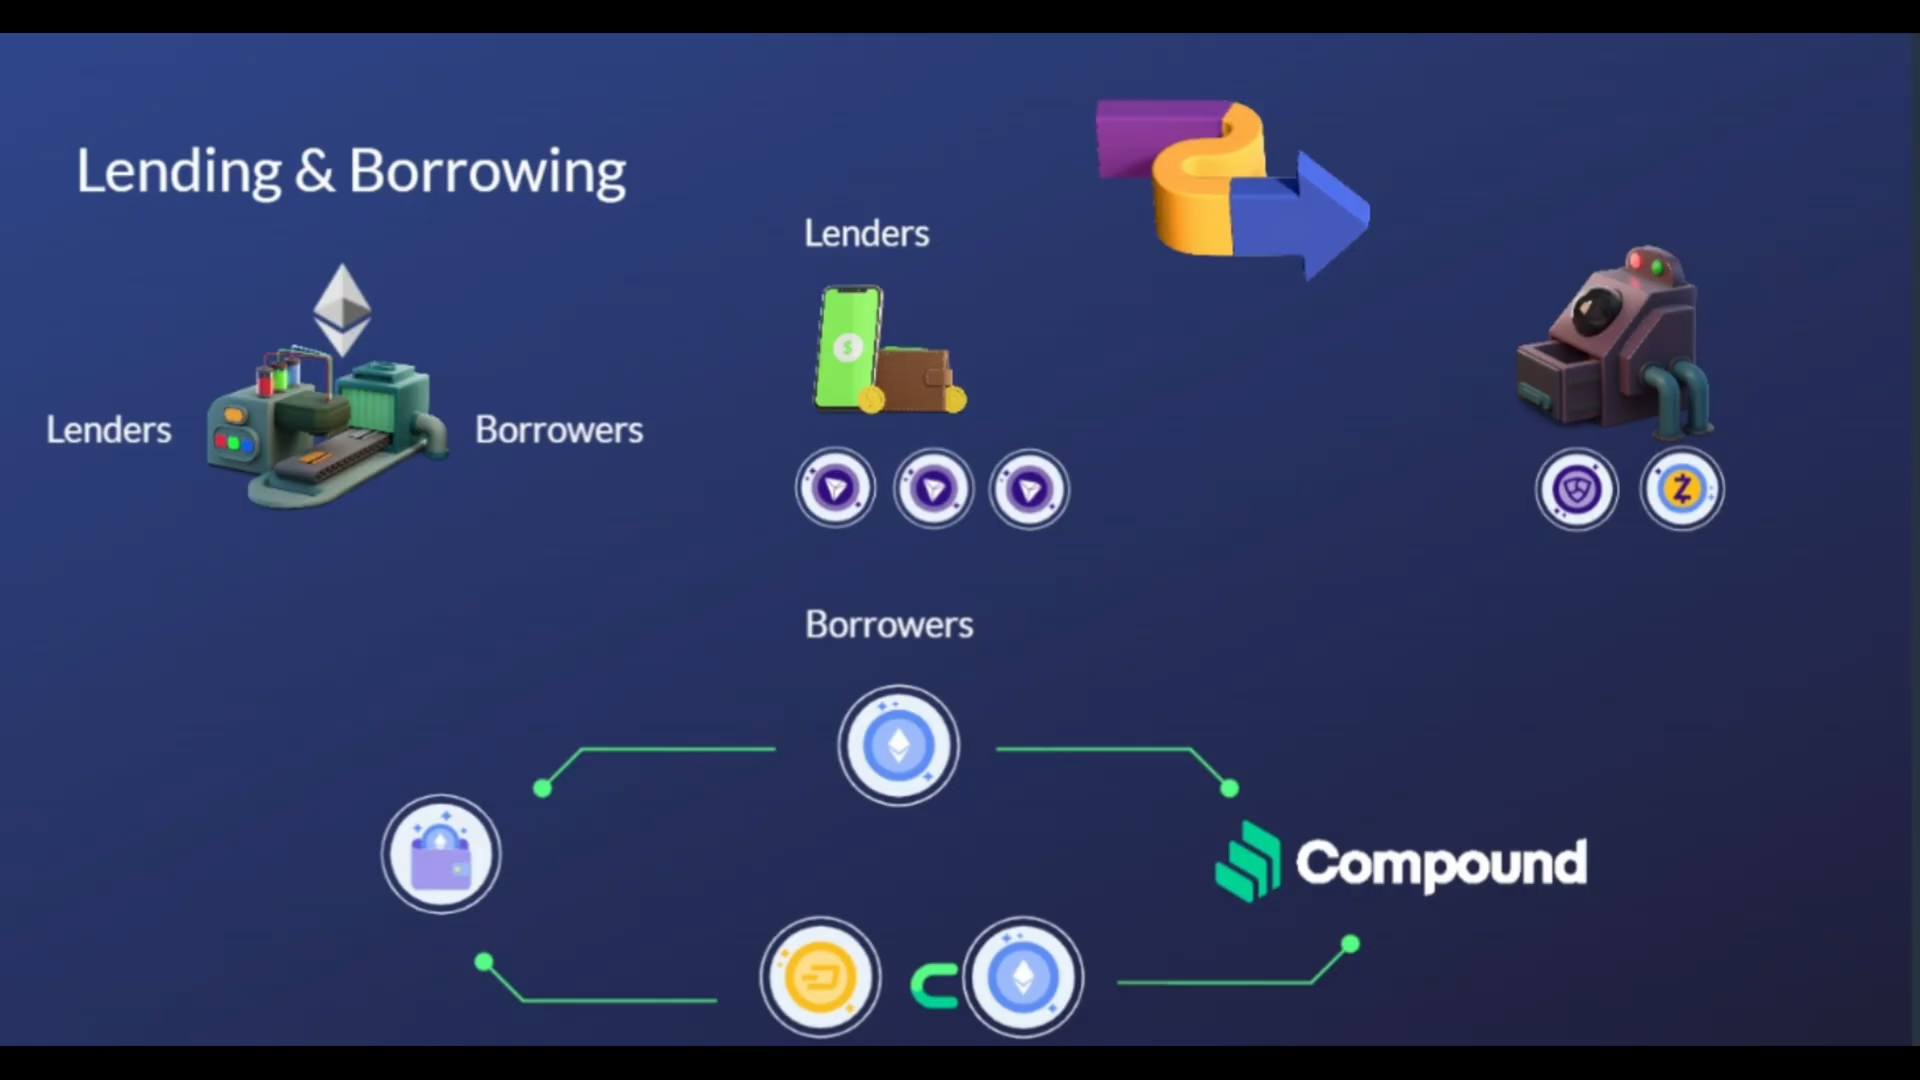 Lending & Borrowing
Lenders
Lenders
Borrowers
Borrowers
Compound